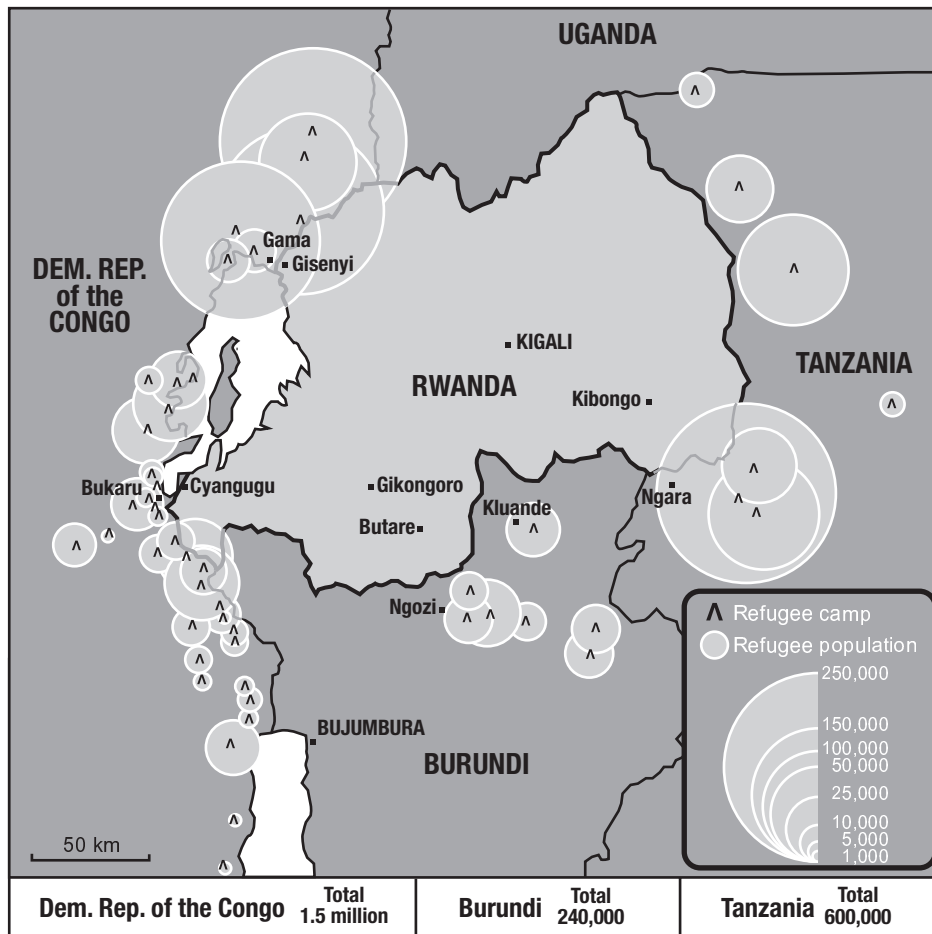 UGANDA
Gama
Gisenyi
DEM. REP.
of the
CONGO
KIGALI
TANZANIA
RWANDA
Kibongo
Bukaru
Cyangugu
Gikongoro
Ngara
Kluande
Butare
Ngozi
BUJUMBURA
BURUNDI
50 km
Refugee camp
Refugee population
250,000
150,000
100,000
50,000
25,000
10,000
5,000
1,000
Dem. Rep. of the Congo Total
1.5 million
Burundi Total
240,000
Tanzania Total
600,000